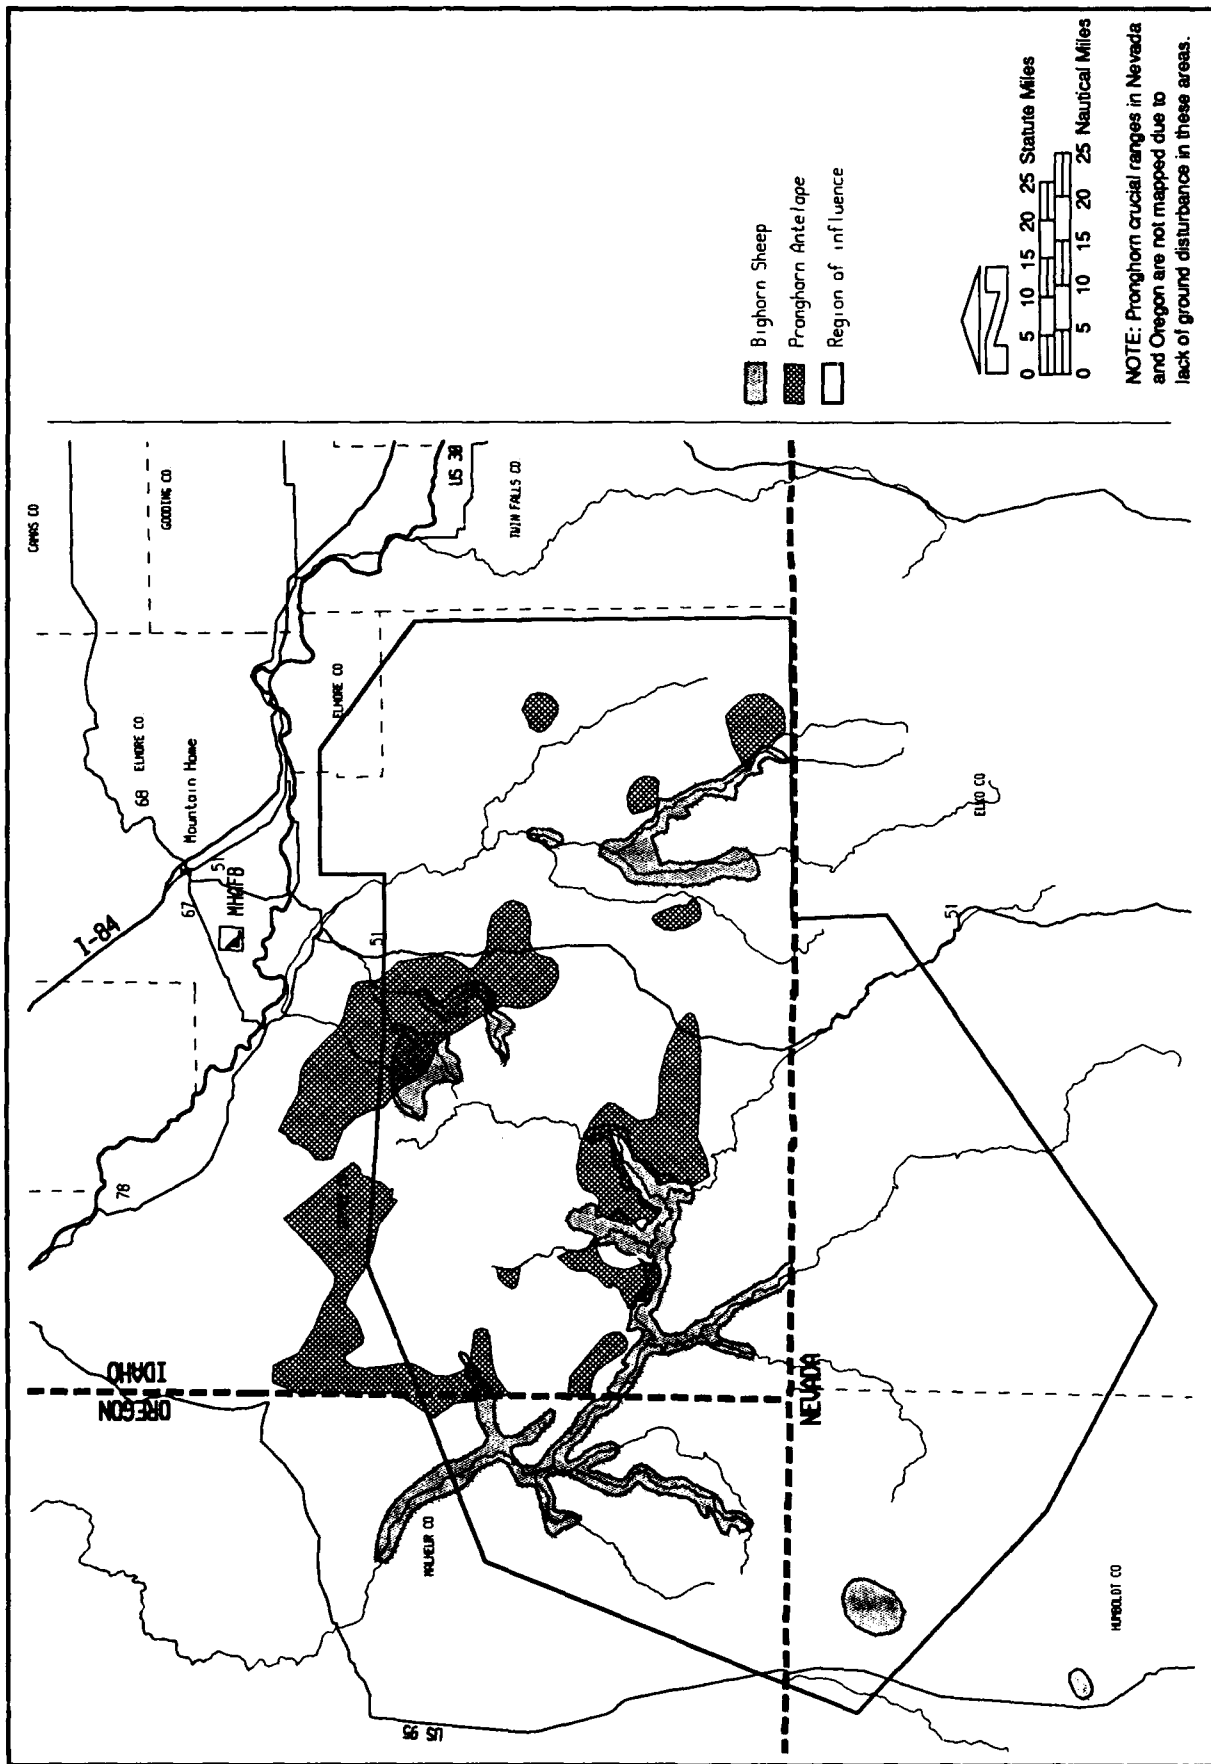 CAMAS CO
GOODING CO
ELMORE CO
68
Mountain Home
I-84
67
51
MHAFB
78
US 30
TWIN FALLS CO
ELMORE CO
51
OREGON
IDAHO
MALHEUR CO
US 95
NEVADA
51
ELKO CO
HUMBOLDT CO
Bighorn Sheep
Pronghorn Antelope
Region of influence
0 5 10 15 20 25 Statute Miles
0 5 10 15 20 25 Nautical Miles
NOTE: Pronghorn crucial ranges in Nevada
and Oregon are not mapped due to
lack of ground disturbance in these areas.